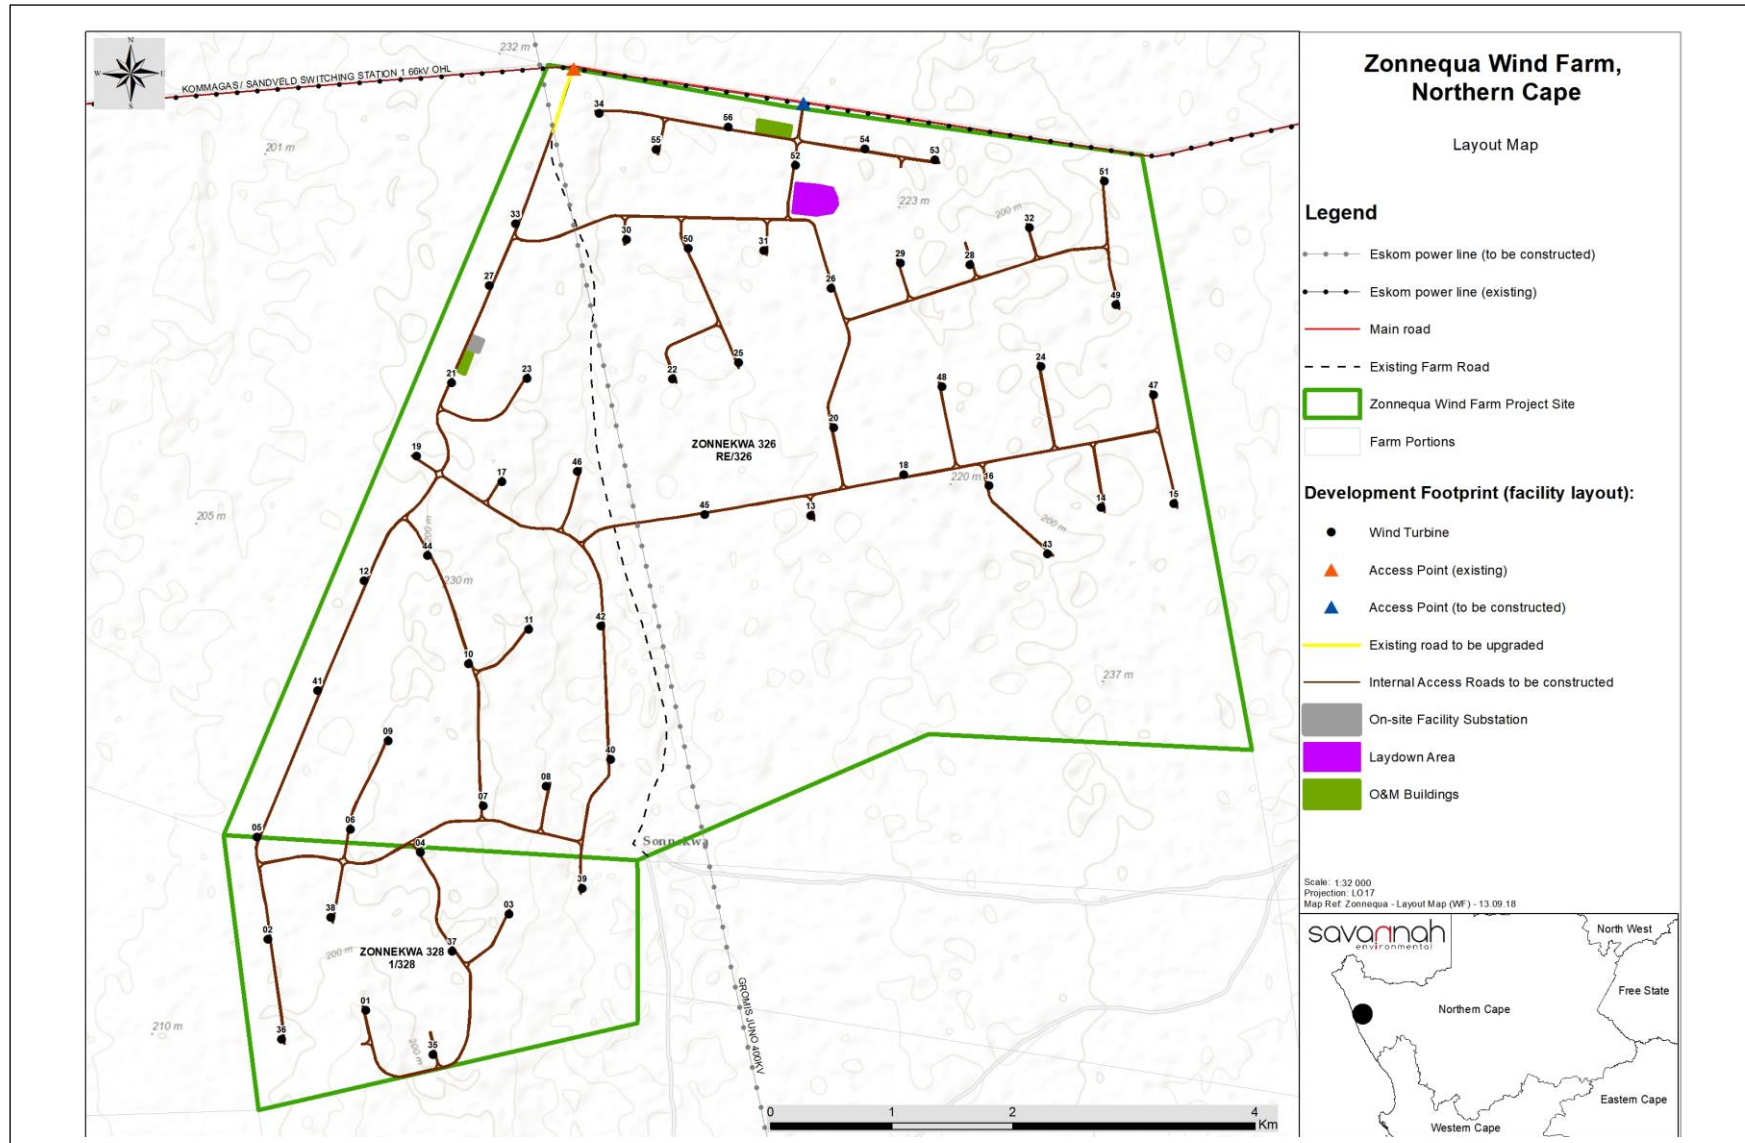 Zonnequa Wind Farm,
Northern Cape
Layout Map
Legend
Eskom power line (to be constructed)
Eskom power line (existing)
Main road
Existing Farm Road
Zonnequa Wind Farm Project Site
Farm Portions
Development Footprint (facility layout):
Wind Turbine
Access Point (existing)
Access Point (to be constructed)
Existing road to be upgraded
Internal Access Roads to be constructed
On-site Facility Substation
Laydown Area
O&M Buildings
Scale: 1:32 000
Projection: LO17
Map Ref: Zonnequa - Layout Map (WF) - 13.09.18
savannah
environmental
North West
Free State
Northern Cape
Eastern Cape
Western Cape
N
W
E
S
232 m
KOMMAGAS / SANDVELD SWITCHING STATION 1 66kV OHL
34
56
55
54
53
52
201 m
51
223 m
200 m
32
33
30
50
31
29
28
27
26
49
25
22
23
21
24
48
47
20
ZONNEKWA 326
RE/326
19
17
46
18
220 m
16
45
13
14
15
205 m
200 m
200 m
44
43
12
230 m
11
42
10
41
237 m
09
40
08
07
06
05
04
Sonnekwa
39
38
03
02
37
200 m
ZONNEKWA 328
1/328
GROMIS JUNO 400KV
01
210 m
36
35
200 m
0
1
2
4
Km